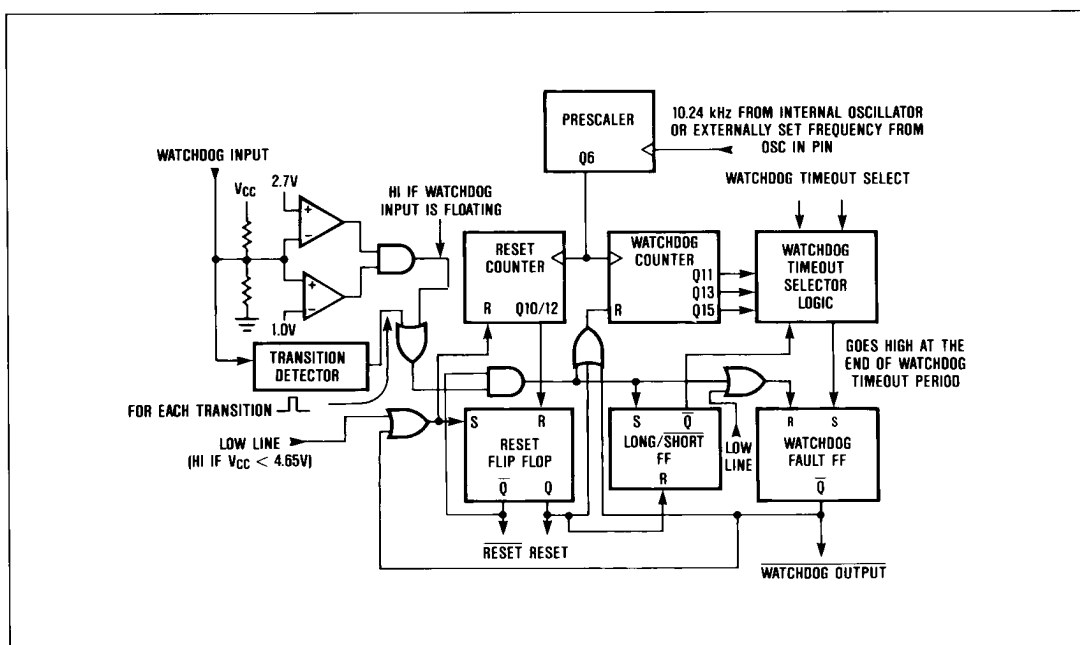 PRESCALER
Q6
10.24 kHz FROM INTERNAL OSCILLATOR
OR EXTERNALLY SET FREQUENCY FROM
OSC IN PIN
WATCHDOG INPUT
VCC
2.7V
+
−
+
−
1.0V
HI IF WATCHDOG
INPUT IS FLOATING
WATCHDOG TIMEOUT SELECT
RESET
COUNTER
R Q10/12
WATCHDOG
COUNTER
Q11
Q13
R Q15
WATCHDOG
TIMEOUT
SELECTOR
LOGIC
TRANSITION
DETECTOR
FOR EACH TRANSITION
GOES HIGH AT THE
END OF WATCHDOG
TIMEOUT PERIOD
LOW LINE
(HI IF VCC < 4.65V)
S R
RESET
FLIP FLOP
Q̅ Q
S Q̅
LONG/S̅H̅O̅R̅T̅
FF
R
LOW
LINE
R S
WATCHDOG
FAULT FF
Q̅
R̅E̅S̅E̅T̅ RESET
W̅A̅T̅C̅H̅D̅O̅G̅ O̅U̅T̅P̅U̅T̅